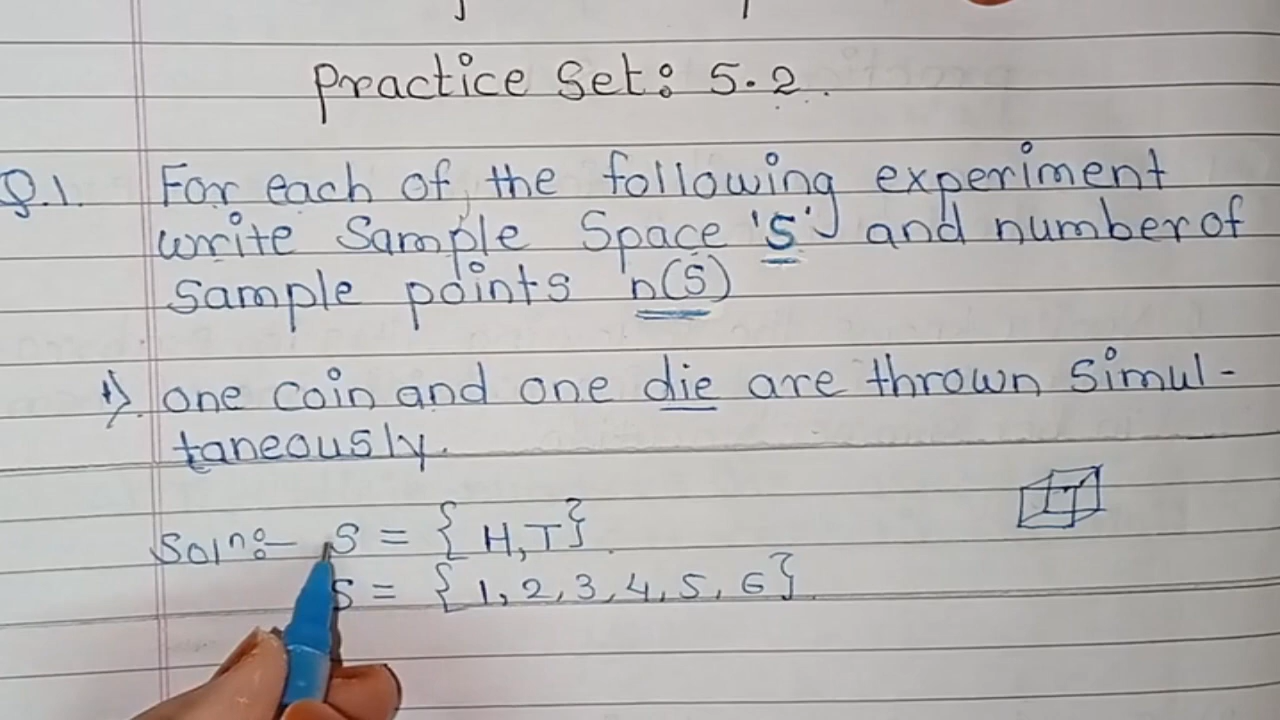 Practice Set: 5.2.
Q.1. For each of the following experiment
write Sample Space 'S' and number of
Sample points n(S)
1). one coin and one die are thrown Simul-
taneously.
Soln:- S = { H, T}.
S = {1, 2, 3, 4, 5, 6}.